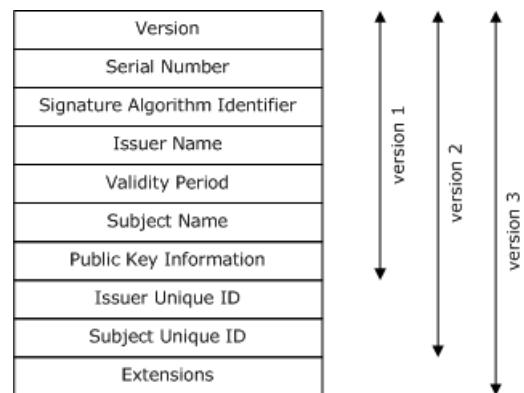 Version
Serial Number
Signature Algorithm Identifier
Issuer Name
Validity Period
Subject Name
Public Key Information
Issuer Unique ID
Subject Unique ID
Extensions
version 1
version 2
version 3